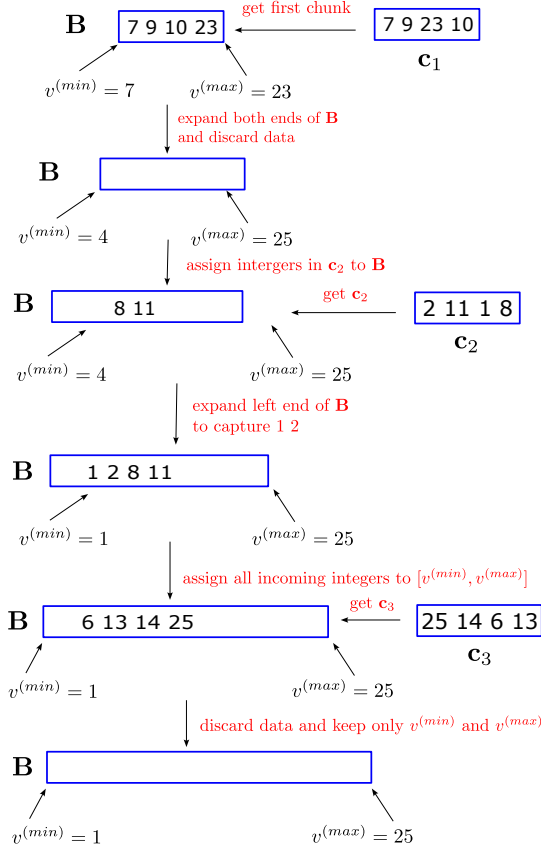 get first chunk
B 7 9 10 23 7 9 23 10
c₁
v^(min) = 7 v^(max) = 23
expand both ends of B
and discard data
B
v^(min) = 4 v^(max) = 25
assign intergers in c₂ to B
B 8 11 get c₂ 2 11 1 8
c₂
v^(min) = 4 v^(max) = 25
expand left end of B
to capture 1 2
B 1 2 8 11
v^(min) = 1 v^(max) = 25
assign all incoming integers to [v^(min), v^(max)]
get c₃
B 6 13 14 25 25 14 6 13
c₃
v^(min) = 1 v^(max) = 25
discard data and keep only v^(min) and v^(max)
B
v^(min) = 1 v^(max) = 25